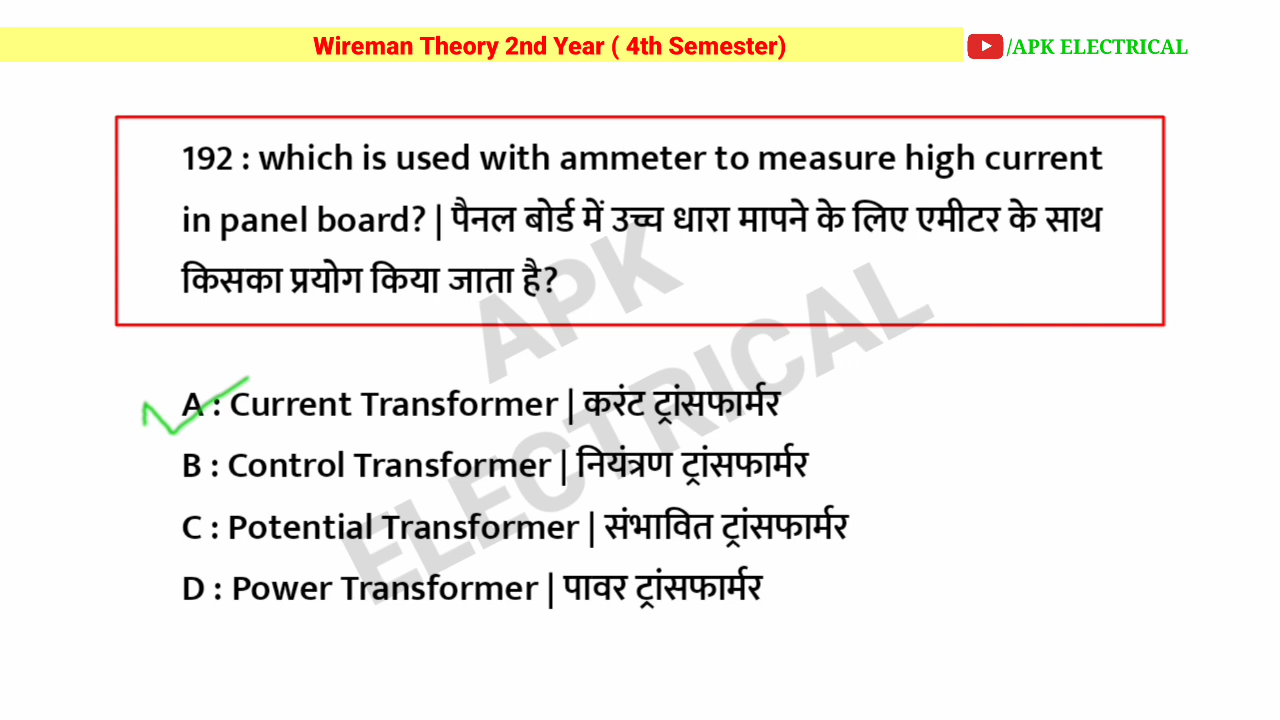 Wireman Theory 2nd Year ( 4th Semester)
/APK ELECTRICAL
192 : which is used with ammeter to measure high current
in panel board? | पैनल बोर्ड में उच्च धारा मापने के लिए एमीटर के साथ
किसका प्रयोग किया जाता है?
APK
ELECTRICAL
A : Current Transformer | करंट ट्रांसफार्मर
B : Control Transformer | नियंत्रण ट्रांसफार्मर
C : Potential Transformer | संभावित ट्रांसफार्मर
D : Power Transformer | पावर ट्रांसफार्मर